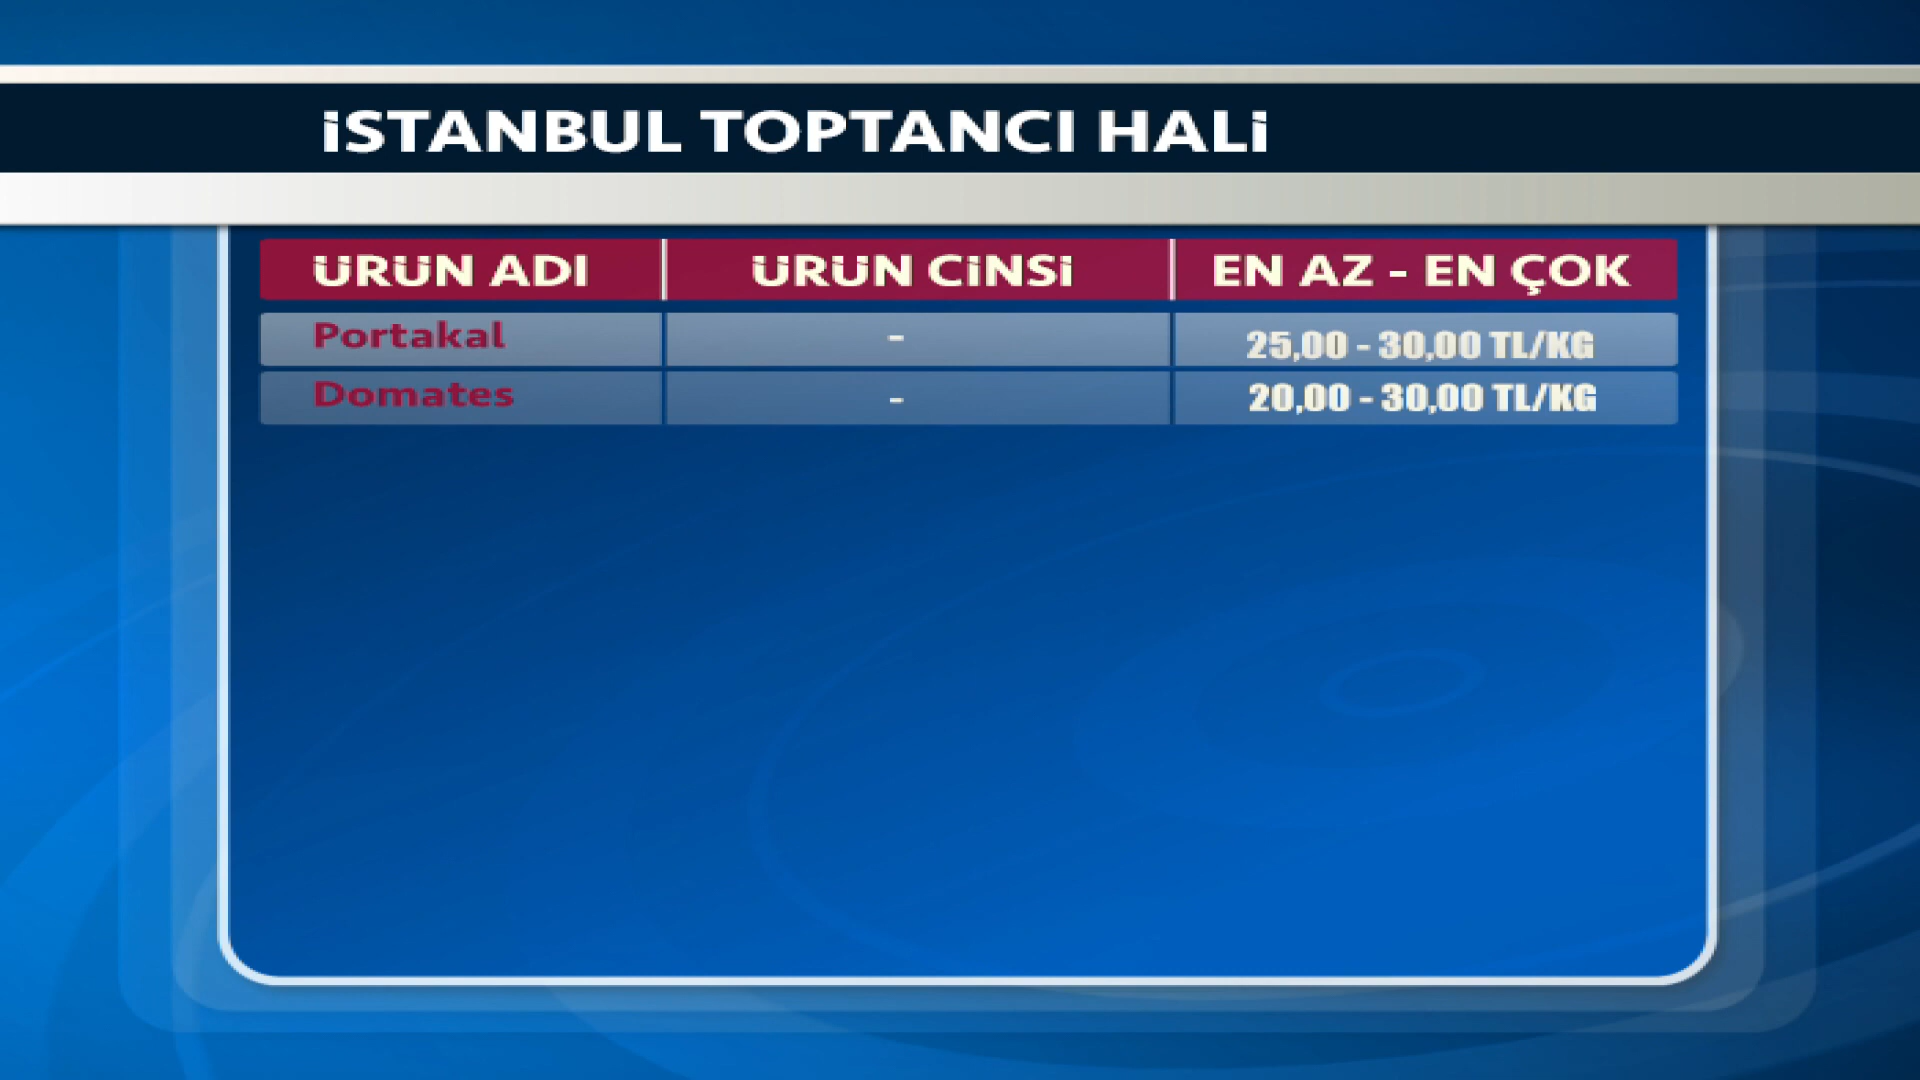 İSTANBUL TOPTANCI HALİ
ÜRÜN ADI ÜRÜN CİNSİ EN AZ - EN ÇOK
Portakal - 25,00 - 30,00 TL/KG
Domates - 20,00 - 30,00 TL/KG